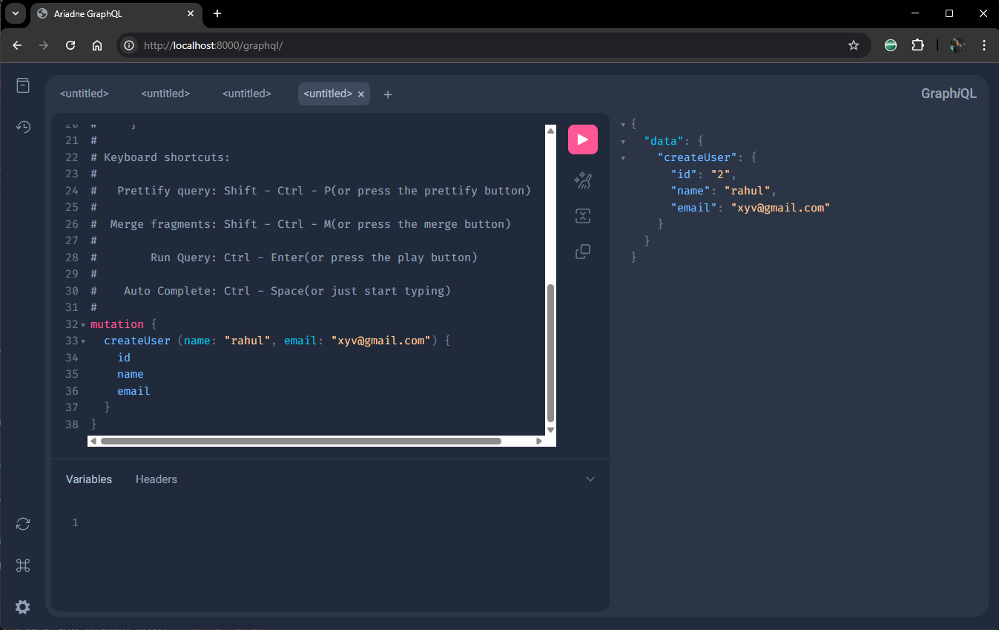 Ariadne GraphQL
http://localhost:8000/graphql/
<untitled> <untitled> <untitled> <untitled>
GraphiQL
20 # }
21 #
22 # Keyboard shortcuts:
23 #
24 #   Prettify query: Shift - Ctrl - P(or press the prettify button)
25 #
26 #  Merge fragments: Shift - Ctrl - M(or press the merge button)
27 #
28 #        Run Query: Ctrl - Enter(or press the play button)
29 #
30 #    Auto Complete: Ctrl - Space(or just start typing)
31 #
32 mutation {
33   createUser (name: "rahul", email: "xyv@gmail.com") {
34     id
35     name
36     email
37   }
38 }
{
  "data": {
    "createUser": {
      "id": "2",
      "name": "rahul",
      "email": "xyv@gmail.com"
    }
  }
}
Variables Headers
1